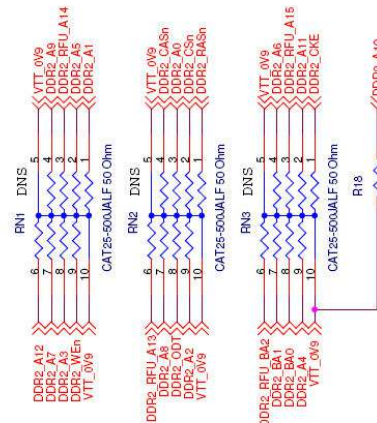 VTT_0V9
DDR2_A9
DDR2_RFU_A14
DDR2_A5
DDR2_A1
5
4
3
2
1
DNS
RN1
CAT25-500JALF 50 Ohm
6
7
8
9
10
DDR2_A12
DDR2_A7
DDR2_A3
DDR2_WEn
VTT_0V9
VTT_0V9
DDR2_CASn
DDR2_A0
DDR2_CSn
DDR2_RASn
5
4
3
2
1
DNS
RN2
CAT25-500JALF 50 Ohm
6
7
8
9
10
DDR2_RFU_A13
DDR2_A8
DDR2_ODT
DDR2_A2
VTT_0V9
VTT_0V9
DDR2_A6
DDR2_RFU_A15
DDR2_A11
DDR2_CKE
5
4
3
2
1
DNS
RN3
CAT25-500JALF 50 Ohm
6
7
8
9
10
DDR2_RFU_BA2
DDR2_BA1
DDR2_BA0
DDR2_A4
VTT_0V9
R18